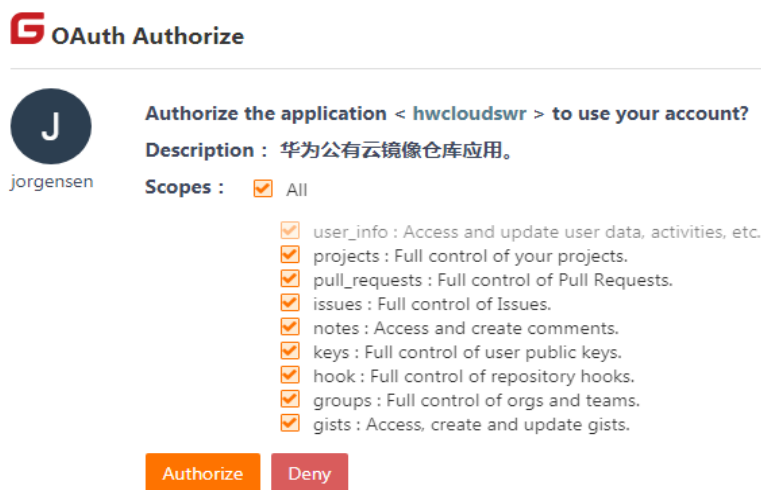 G OAuth Authorize
J
jorgensen
Authorize the application < hwcloudswr > to use your account?
Description： 华为公有云镜像仓库应用。
Scopes： All
user_info : Access and update user data, activities, etc.
projects : Full control of your projects.
pull_requests : Full control of Pull Requests.
issues : Full control of Issues.
notes : Access and create comments.
keys : Full control of user public keys.
hook : Full control of repository hooks.
groups : Full control of orgs and teams.
gists : Access, create and update gists.
Authorize Deny